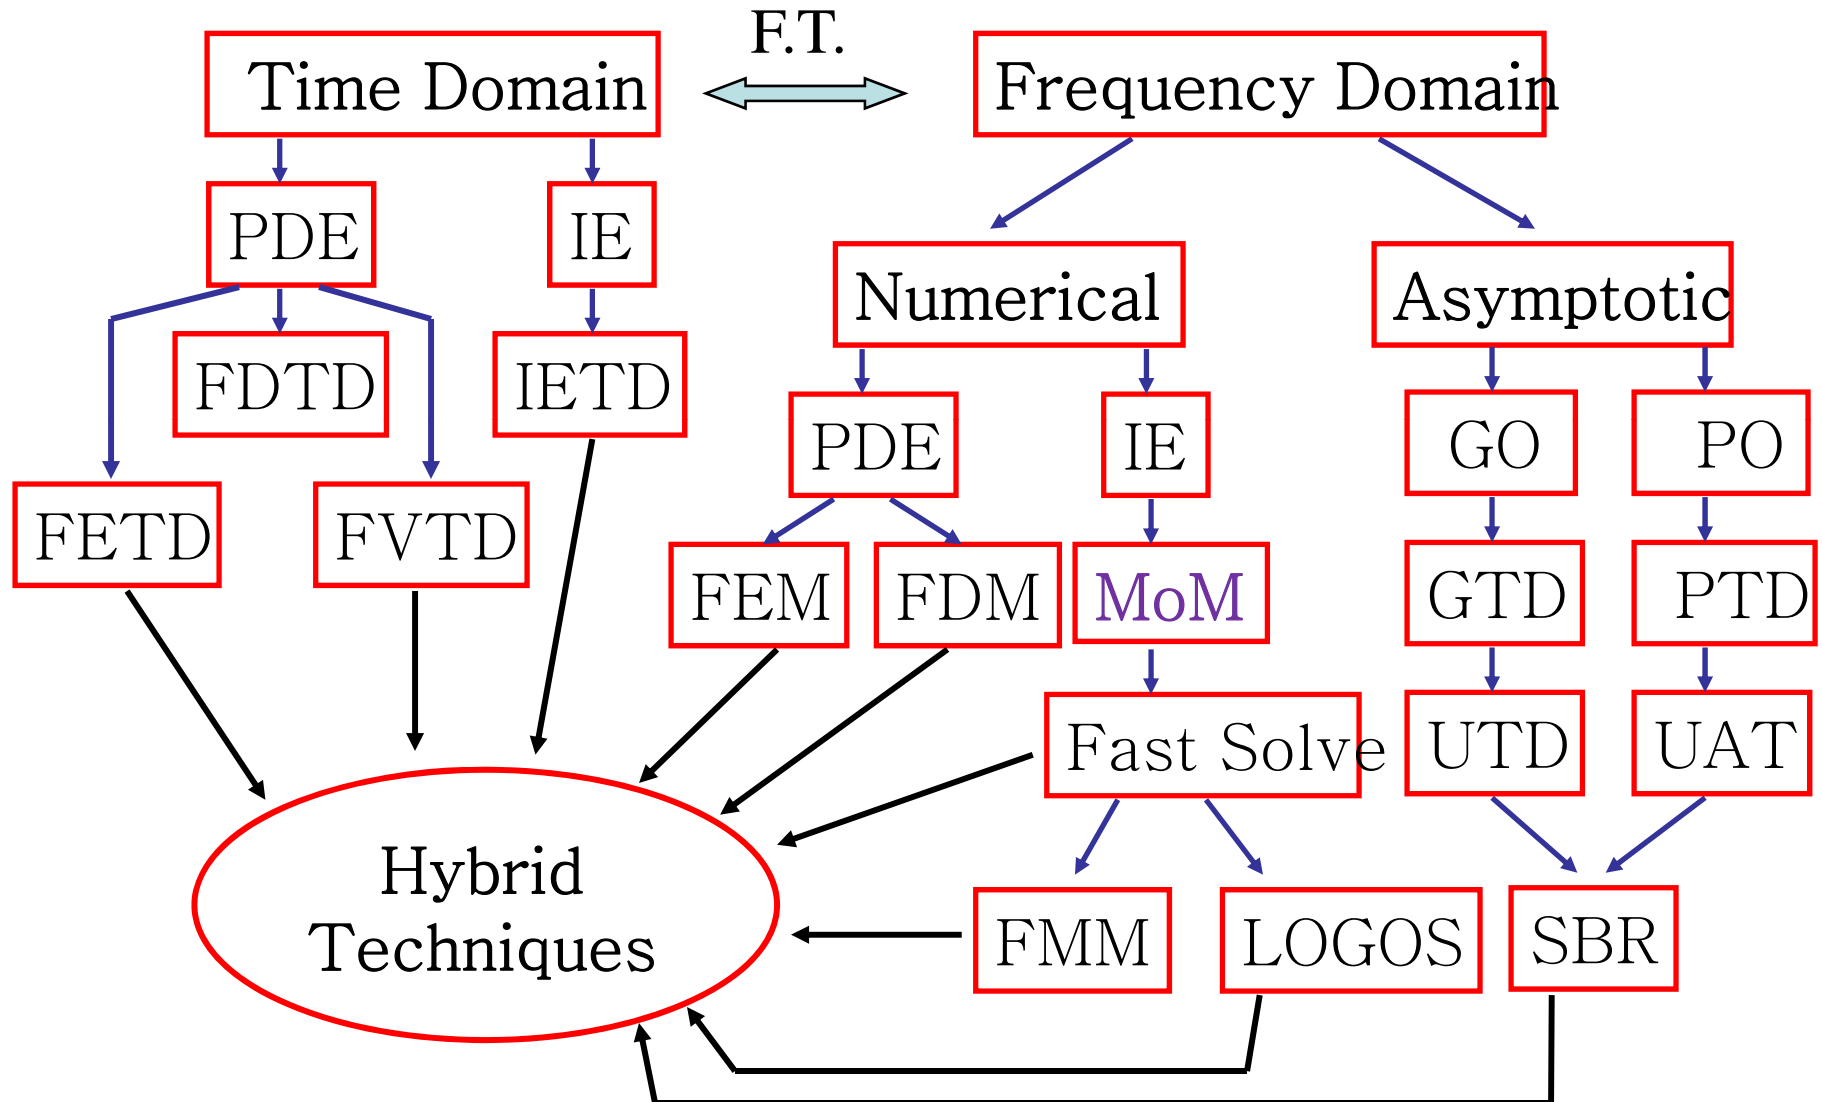 F.T.
Time Domain
Frequency Domain
PDE
IE
Numerical
Asymptotic
FDTD
IETD
PDE
IE
GO
PO
FETD
FVTD
FEM
FDM
MoM
GTD
PTD
Fast Solve
UTD
UAT
Hybrid
Techniques
FMM
LOGOS
SBR